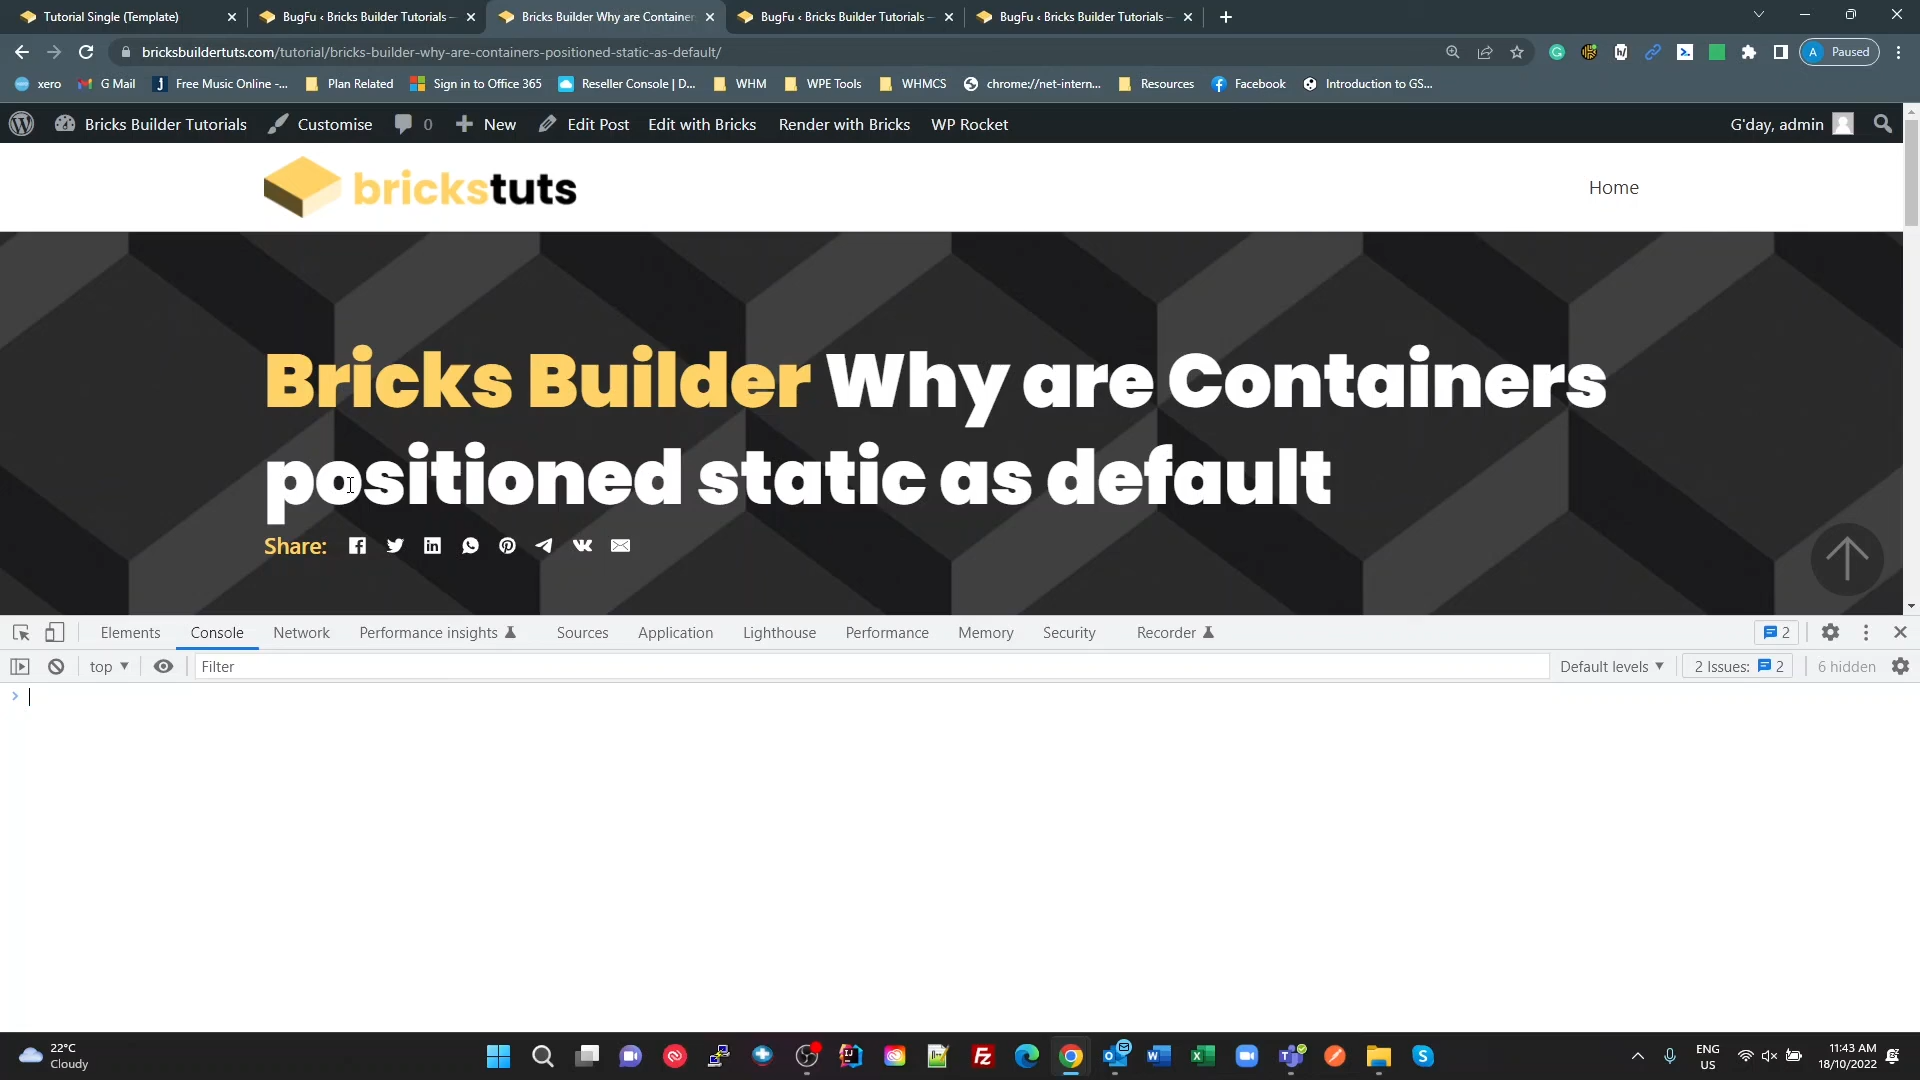 Tutorial Single (Template)
BugFu ‹ Bricks Builder Tutorials —
Bricks Builder Why are Container
BugFu ‹ Bricks Builder Tutorials —
BugFu ‹ Bricks Builder Tutorials —
bricksbuildertuts.com/tutorial/bricks-builder-why-are-containers-positioned-static-as-default/
A Paused
xero G Mail Free Music Online -... Plan Related Sign in to Office 365 Reseller Console | D... WHM WPE Tools WHMCS chrome://net-intern... Resources Facebook Introduction to GS...
Bricks Builder Tutorials Customise 0 New Edit Post Edit with Bricks Render with Bricks WP Rocket G'day, admin
brickstuts
Home
Bricks Builder Why are Containers
positioned static as default
Share:
Elements Console Network Performance insights Sources Application Lighthouse Performance Memory Security Recorder 2
top Filter Default levels 2 Issues: 2 6 hidden
22°C
Cloudy
ENG
US
11:43 AM
18/10/2022